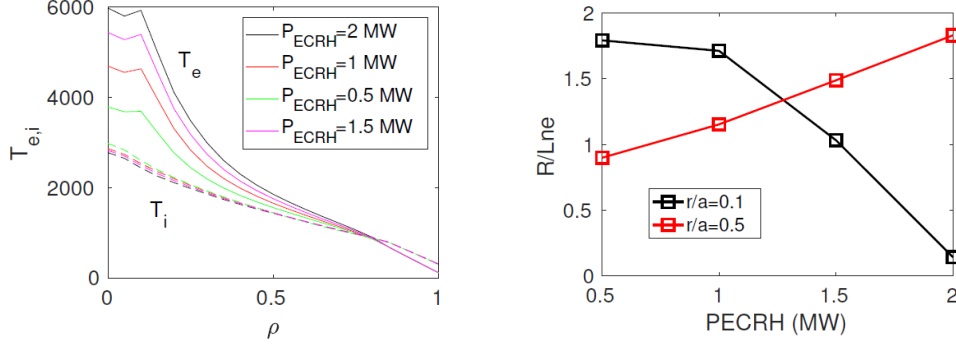 6000
4000
2000
0
T_e,i
T_e
T_i
P_ECRH=2 MW
P_ECRH=1 MW
P_ECRH=0.5 MW
P_ECRH=1.5 MW
0
0.5
1
ρ
2
1.5
1
0.5
0
R/Lne
r/a=0.1
r/a=0.5
0.5
1
1.5
2
PECRH (MW)